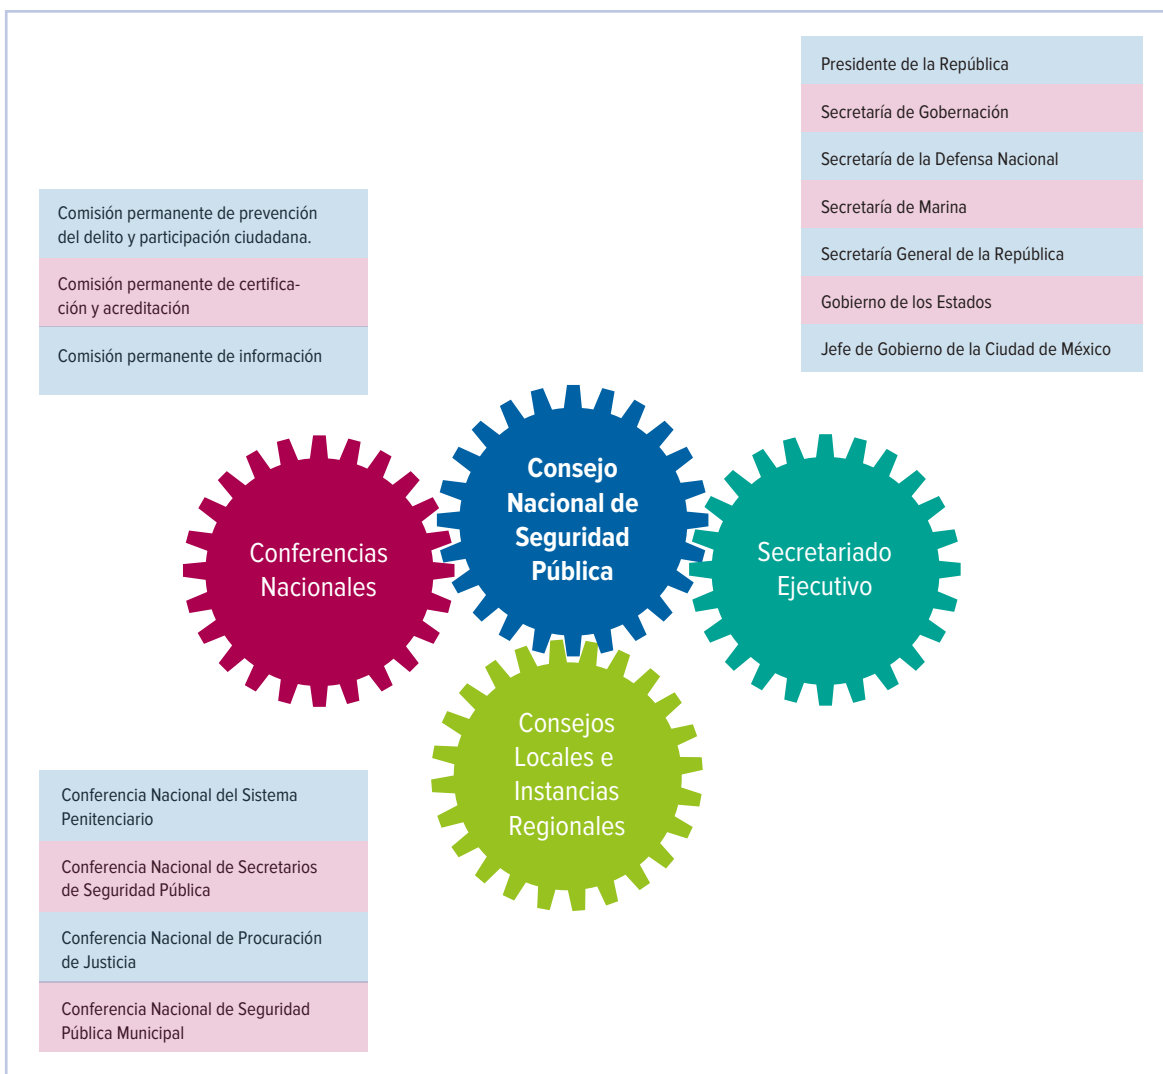 Presidente de la República
Secretaría de Gobernación
Secretaría de la Defensa Nacional
Secretaría de Marina
Secretaría General de la República
Gobierno de los Estados
Jefe de Gobierno de la Ciudad de México
Comisión permanente de prevención
del delito y participación ciudadana.
Comisión permanente de certifica-
ción y acreditación
Comisión permanente de información
Consejo
Nacional de
Seguridad
Pública
Conferencias
Nacionales
Secretariado
Ejecutivo
Consejos
Locales e
Instancias
Regionales
Conferencia Nacional del Sistema
Penitenciario
Conferencia Nacional de Secretarios
de Seguridad Pública
Conferencia Nacional de Procuración
de Justicia
Conferencia Nacional de Seguridad
Pública Municipal